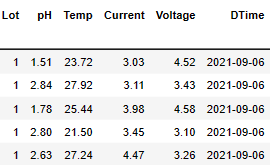 Lot pH Temp Current Voltage DTime
1 1.51 23.72 3.03 4.52 2021-09-06
1 2.84 27.92 3.11 3.43 2021-09-06
1 1.78 25.44 3.98 4.58 2021-09-06
1 2.80 21.50 3.45 3.10 2021-09-06
1 2.63 27.24 4.47 3.26 2021-09-06